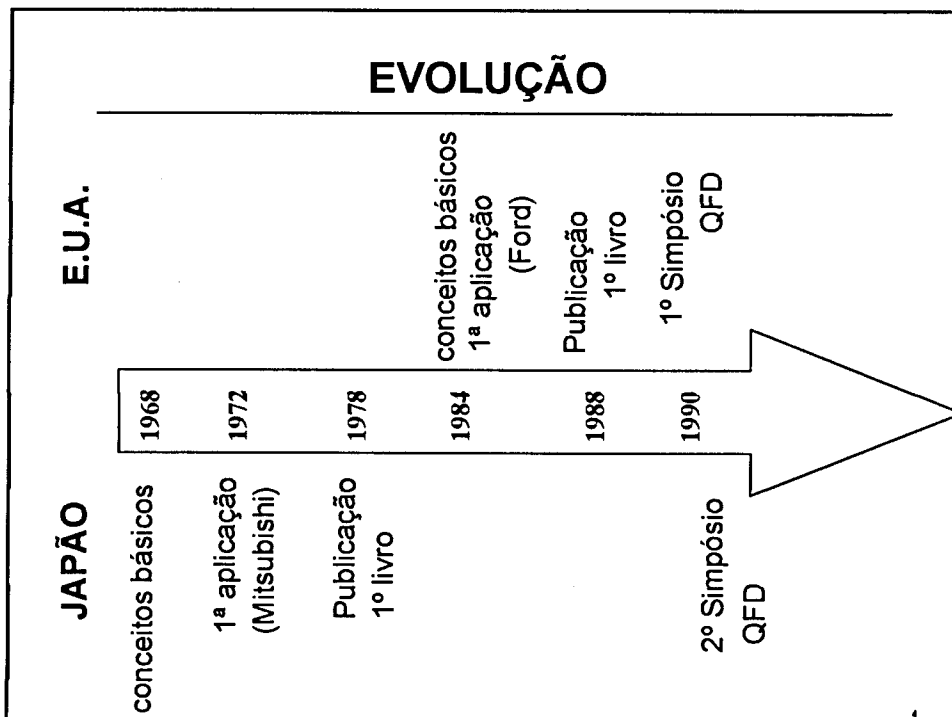 EVOLUÇÃO
JAPÃO
E.U.A.
1968
conceitos básicos
1972
1ª aplicação
(Mitsubishi)
1978
Publicação
1º livro
1984
conceitos básicos
1ª aplicação
(Ford)
1988
Publicação
1º livro
1990
1º Simpósio
QFD
2º Simpósio
QFD